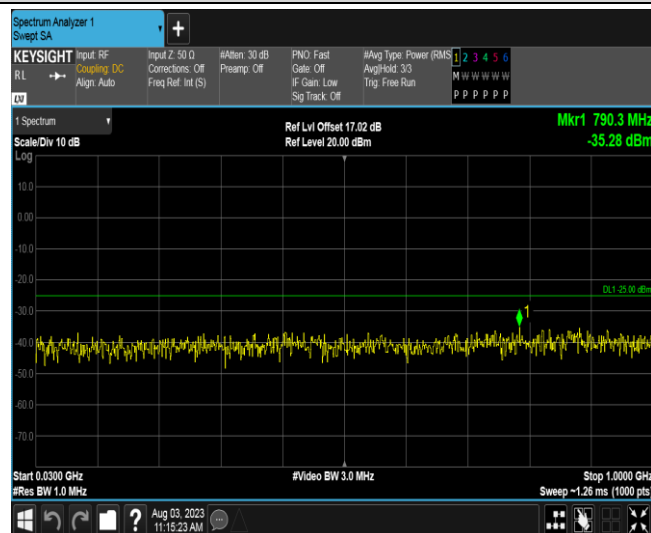 Spectrum Analyzer 1
Swept SA
+
KEYSIGHT
RL
Input: RF
Coupling: DC
Align: Auto
Input Z: 50 Ω
Corrections: Off
Freq Ref: Int (S)
#Atten: 30 dB
Preamp: Off
PNO: Fast
Gate: Off
IF Gain: Low
Sig Track: Off
#Avg Type: Power (RMS
Avg|Hold: 3/3
Trig: Free Run
1 2 3 4 5 6
M W W W W W
P P P P P P
LXI
1 Spectrum
Scale/Div 10 dB
Log
Ref Lvl Offset 17.02 dB
Ref Level 20.00 dBm
Mkr1 790.3 MHz
-35.28 dBm
10.0
0.00
-10.0
-20.0
DL1 -25.00 dBm
-30.0
1
-40.0
-50.0
-60.0
-70.0
Start 0.0300 GHz
#Res BW 1.0 MHz
#Video BW 3.0 MHz
Stop 1.0000 GHz
Sweep ~1.26 ms (1000 pts)
?
Aug 03, 2023
11:15:23 AM